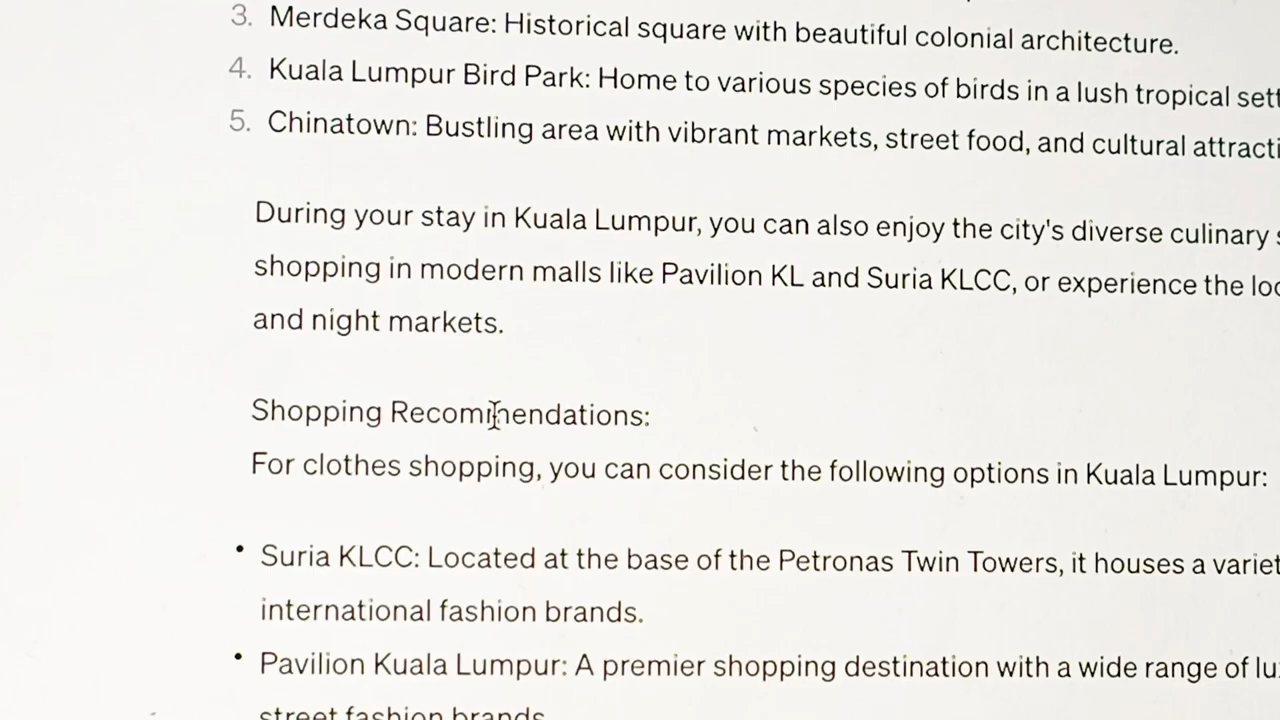 3. Merdeka Square: Historical square with beautiful colonial architecture.
4. Kuala Lumpur Bird Park: Home to various species of birds in a lush tropical
5. Chinatown: Bustling area with vibrant markets, street food, and cultural
During your stay in Kuala Lumpur, you can also enjoy the city's diverse culinary
shopping in modern malls like Pavilion KL and Suria KLCC, or experience the
and night markets.
Shopping Recommendations:
For clothes shopping, you can consider the following options in Kuala Lumpur:
• Suria KLCC: Located at the base of the Petronas Twin Towers, it houses a
international fashion brands.
• Pavilion Kuala Lumpur: A premier shopping destination with a wide range of
street fashion brands